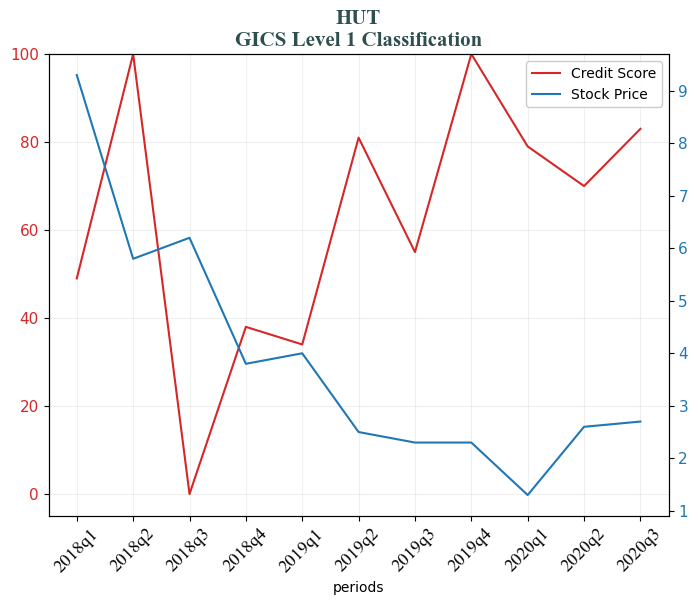 HUT
GICS Level 1 Classification
Credit Score
Stock Price
100
80
60
40
20
0
9
8
7
6
5
4
3
2
1
2018q1
2018q2
2018q3
2018q4
2019q1
2019q2
2019q3
2019q4
2020q1
2020q2
2020q3
periods